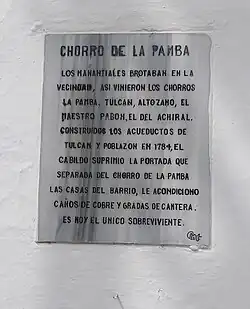 CHORRO DE LA PAMBA
LOS MANANTIALES BROTABAN EN LA
VECINDAD, ASI VINIERON LOS CHORROS
LA PAMBA, TULCAN, ALTOZANO, EL
MAESTRO PABON, EL DEL ACHIRAL.
CONSTRUIDOS LOS ACUEDUCTOS DE
TULCAN Y POBLAZON EN 1784, EL
CABILDO SUPRIMIO LA PORTADA QUE
SEPARABA DEL CHORRO DE LA PAMBA
LAS CASAS DEL BARRIO, LE ACONDICIONO
CAÑOS DE COBRE Y GRADAS DE CANTERA.
ES HOY EL UNICO SOBREVIVIENTE.